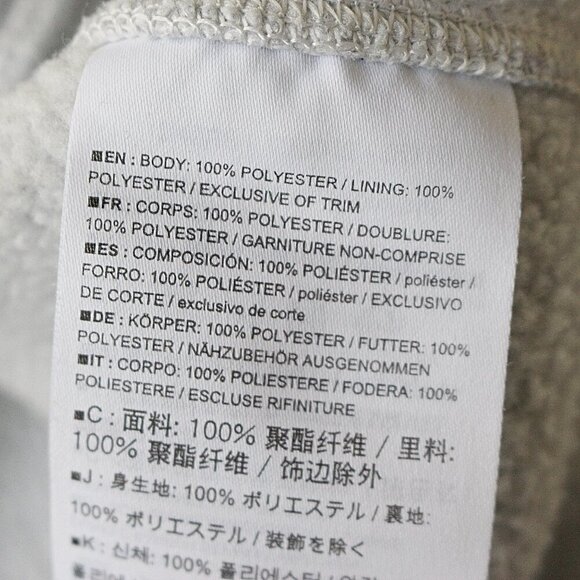 EN : BODY: 100% POLYESTER / LINING: 100%
POLYESTER / EXCLUSIVE OF TRIM
FR : CORPS: 100% POLYESTER / DOUBLURE:
100% POLYESTER / GARNITURE NON-COMPRISE
ES : COMPOSICIÓN: 100% POLIÉSTER / poliéster /
FORRO: 100% POLIÉSTER / poliéster / EXCLUSIVO
DE CORTE / exclusivo de corte
DE : KÖRPER: 100% POLYESTER / FUTTER: 100%
POLYESTER / NÄHZUBEHÖR AUSGENOMMEN
IT : CORPO: 100% POLIESTERE / FODERA: 100%
POLIESTERE / ESCLUSE RIFINITURE
C : 面料: 100% 聚酯纤维 / 里料:
100% 聚酯纤维 / 饰边除外
J : 身生地: 100% ポリエステル / 裏地:
100% ポリエステル / 装飾を除く
K : 신체: 100% 폴리에스터 /